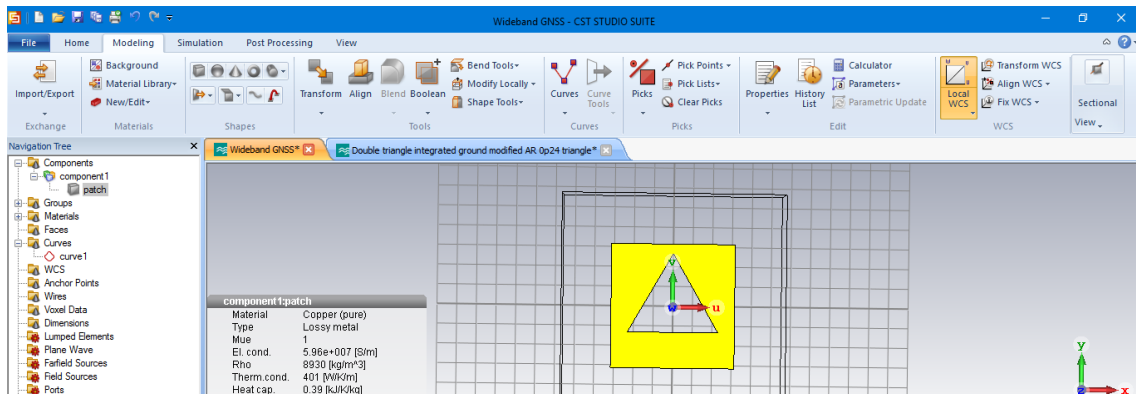 Wideband GNSS - CST STUDIO SUITE
File Home Modeling Simulation Post Processing View
Import/Export
Background
Material Library
New/Edit
Transform Align Blend Boolean
Bend Tools
Modify Locally
Shape Tools
Curves Curve Tools
Picks
Pick Points
Pick Lists
Clear Picks
Properties History List
Calculator
Parameters
Parametric Update
Local WCS
Transform WCS
Align WCS
Fix WCS
Sectional View
Exchange Materials Shapes Tools Curves Picks Edit WCS
Navigation Tree
Wideband GNSS* Double triangle integrated ground modified AR 0p24 triangle*
Components
component1
patch
Groups
Materials
Faces
Curves
curve1
WCS
Anchor Points
Wires
Voxel Data
Dimensions
Lumped Elements
Plane Wave
Farfield Sources
Field Sources
Ports
component1:patch
Material Copper (pure)
Type Lossy metal
Mue 1
El. cond. 5.96e+007 [S/m]
Rho 8930 [kg/m^3]
Therm.cond. 401 [W/K/m]
Heat cap. 0.39 [kJ/K/kg]
v
w
u
y
z
x